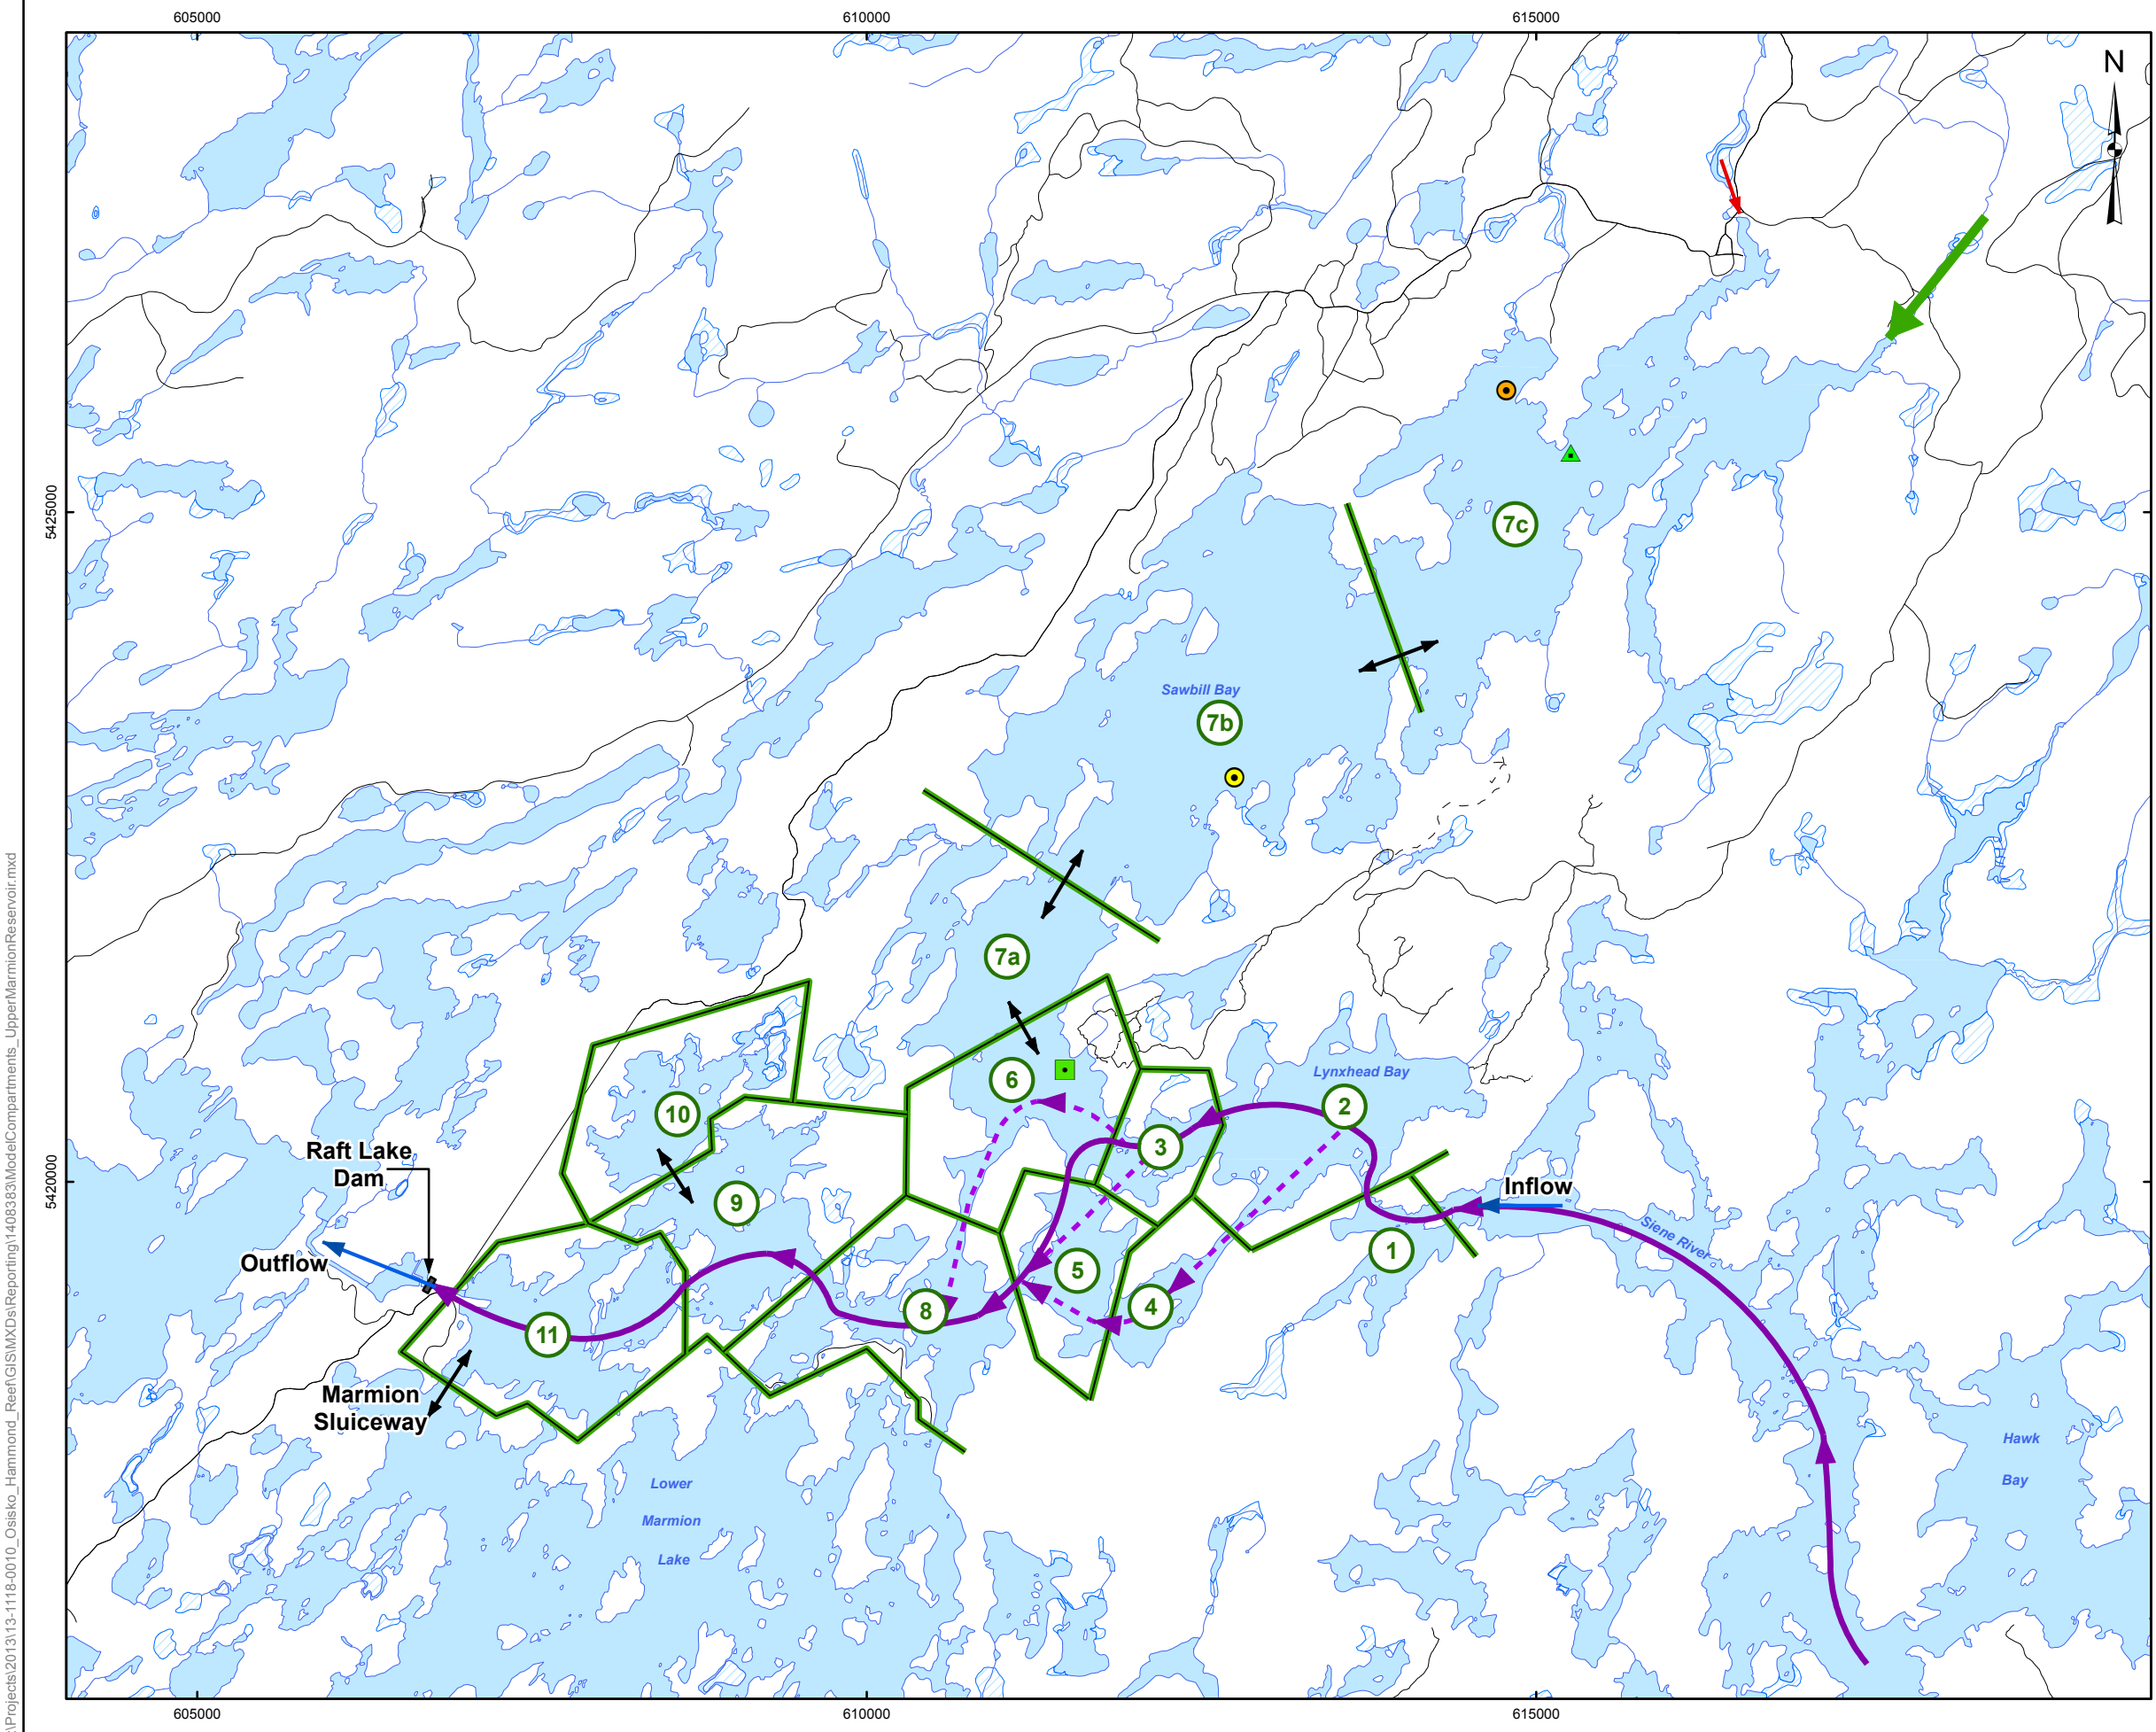 605000
610000
615000
N
5425000
7c
Sawbill Bay
7b
7a
6
Lynxhead Bay
2
10
3
Raft Lake
Dam
5420000
9
Inflow
Siene River
1
Outflow
5
4
8
11
Marmion
Sluiceway
Hawk
Bay
Lower
Marmion
Lake
605000
610000
615000
:\Projects\2013\13-1118-0010_Osisko_Hammond_Reef\GIS\MXDs\Reporting\1408383\ModelCompartments_UpperMarmionReservoir.mxd